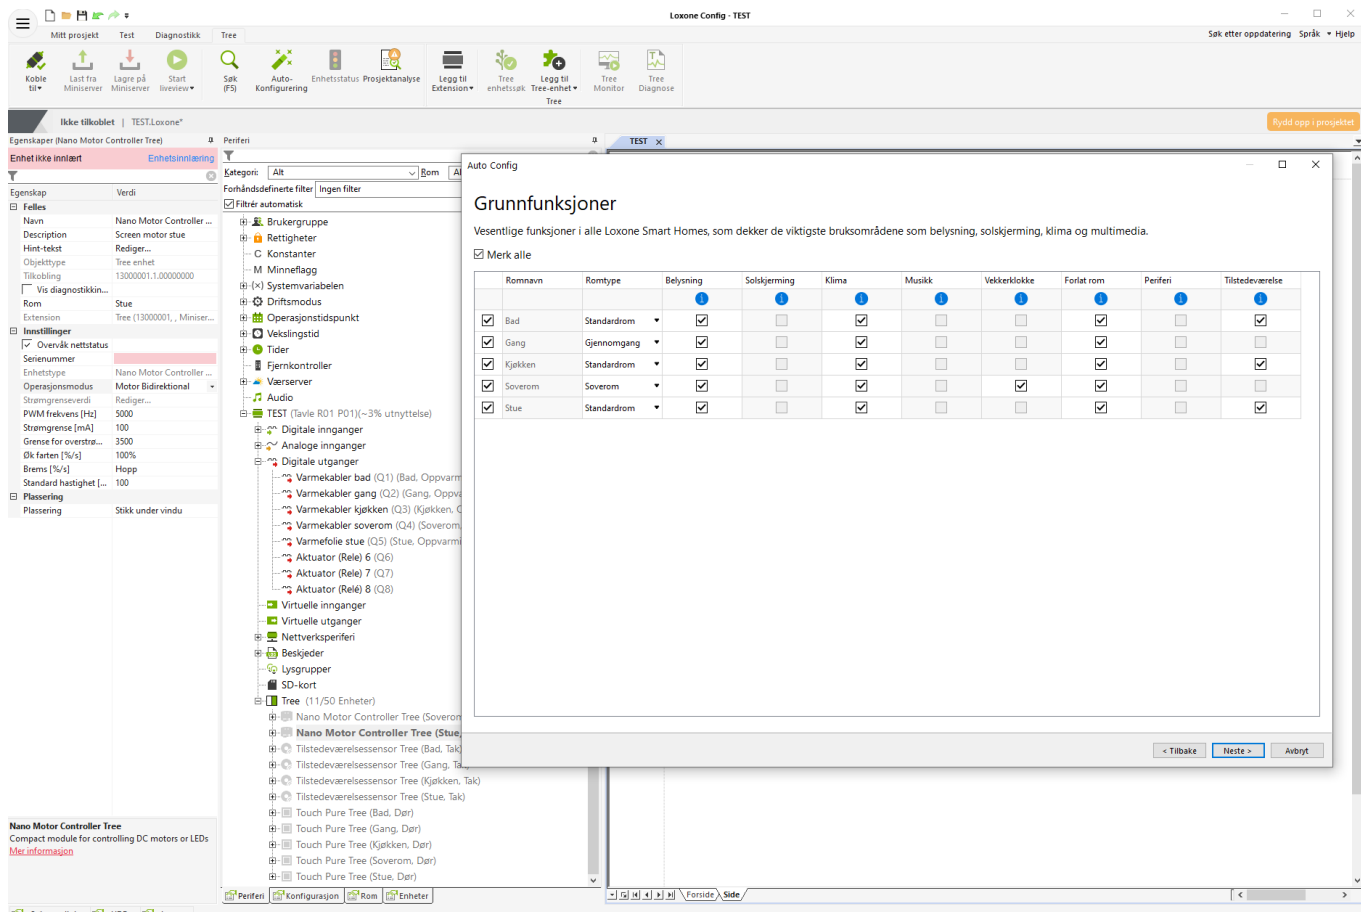 Loxone Config - TEST
Mitt prosjekt Test Diagnostikk Tree
Søk etter oppdatering Språk Hjelp
Koble til
Last fra Miniserver
Lagre på Miniserver
Start liveview
Søk (F5)
Auto-Konfigurering
Enhetsstatus
Prosjektanalyse
Legg til Extension
Tree enhetssøk
Legg til Tree-enhet
Tree Monitor
Tree Diagnose
Tree
Ikke tilkoblet | TEST.Loxone*
Rydd opp i prosjektet
Egenskaper (Nano Motor Controller Tree)
Enhet ikke innlært Enhetsinnlæring
Egenskap Verdi
Felles
Navn Nano Motor Controller ...
Description Screen motor stue
Hint-tekst Rediger...
Objekttype Tree enhet
Tilkobling 13000001.1.00000000
Vis diagnostikkin...
Rom Stue
Extension Tree (13000001, , Miniser...
Innstillinger
Overvåk nettstatus
Serienummer
Enhetstype Nano Motor Controller ...
Operasjonsmodus Motor Bidirektional
Strømgrenseverdi Rediger...
PWM frekvens [Hz] 5000
Strømgrense [mA] 100
Grense for overstrø... 3500
Øk farten [%/s] 100%
Brems [%/s] Hopp
Standard hastighet [... 100
Plassering
Plassering Stikk under vindu
Nano Motor Controller Tree
Compact module for controlling DC motors or LEDs
Mer informasjon
Periferi
Kategori: Alt Rom
Forhåndsdefinerte filter Ingen filter
Filtrér automatisk
Brukergruppe
Rettigheter
C Konstanter
M Minneflagg
(×) Systemvariabelen
Driftsmodus
Operasjonstidspunkt
Vekslingstid
Tider
Fjernkontroller
Værserver
Audio
TEST (Tavle R01 P01)(~3% utnyttelse)
Digitale innganger
Analoge innganger
Digitale utganger
Varmekabler bad (Q1) (Bad, Oppvarm
Varmekabler gang (Q2) (Gang, Oppva
Varmekabler kjøkken (Q3) (Kjøkken, O
Varmekabler soverom (Q4) (Soverom,
Varmefolie stue (Q5) (Stue, Oppvarmi
Aktuator (Rele) 6 (Q6)
Aktuator (Rele) 7 (Q7)
Aktuator (Relé) 8 (Q8)
Virtuelle innganger
Virtuelle utganger
Nettverksperiferi
Beskjeder
Lysgrupper
SD-kort
Tree (11/50 Enheter)
Nano Motor Controller Tree (Soverom
Nano Motor Controller Tree (Stue,
Tilstedeværelsessensor Tree (Bad, Tak)
Tilstedeværelsessensor Tree (Gang, Tak)
Tilstedeværelsessensor Tree (Kjøkken, Tak)
Tilstedeværelsessensor Tree (Stue, Tak)
Touch Pure Tree (Bad, Dør)
Touch Pure Tree (Gang, Dør)
Touch Pure Tree (Kjøkken, Dør)
Touch Pure Tree (Soverom, Dør)
Touch Pure Tree (Stue, Dør)
Periferi Konfigurasjon Rom Enheter
TEST
Auto Config
Grunnfunksjoner
Vesentlige funksjoner i alle Loxone Smart Homes, som dekker de viktigste bruksområdene som belysning, solskjerming, klima og multimedia.
Merk alle
Romnavn Romtype Belysning Solskjerming Klima Musikk Vekkerklokke Forlat rom Periferi Tilstedeværelse
Bad Standardrom
Gang Gjennomgang
Kjøkken Standardrom
Soverom Soverom
Stue Standardrom
< Tilbake Neste > Avbryt
Forside Side